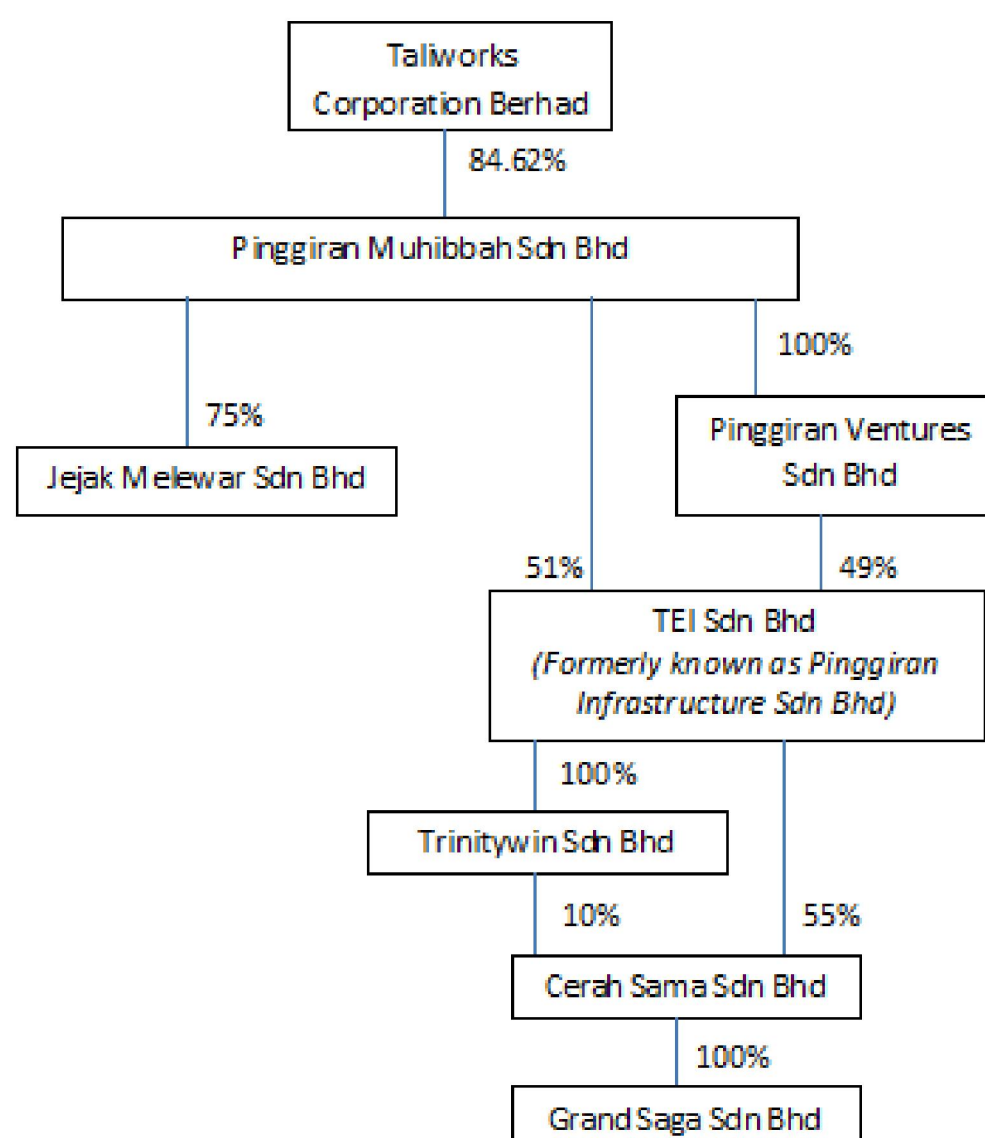 Taliworks
Corporation Berhad
84.62%
Pinggiran Muhibbah Sdn Bhd
100%
75%
Jejak Melewar Sdn Bhd
Pinggiran Ventures
Sdn Bhd
51%
49%
TEI Sdn Bhd
(Formerly known as Pinggiran
Infrastructure Sdn Bhd)
100%
Trinitywin Sdn Bhd
10%
55%
Cerah Sama Sdn Bhd
100%
Grand Saga Sdn Bhd